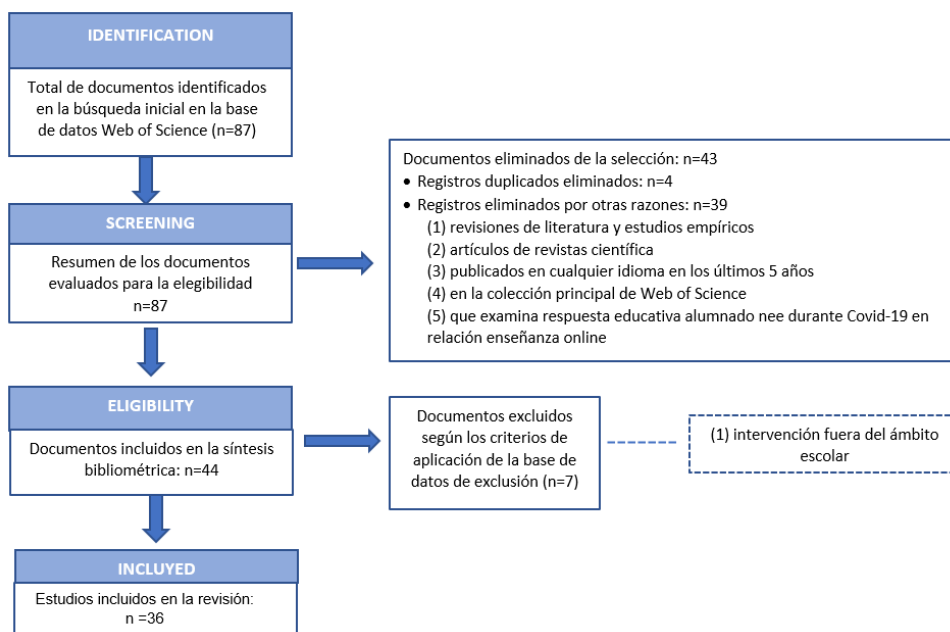 IDENTIFICATION
Total de documentos identificados
en la búsqueda inicial en la base
de datos Web of Science (n=87)
SCREENING
Resumen de los documentos
evaluados para la elegibilidad
n=87
Documentos eliminados de la selección: n=43
• Registros duplicados eliminados: n=4
• Registros eliminados por otras razones: n=39
(1) revisiones de literatura y estudios empíricos
(2) artículos de revistas científica
(3) publicados en cualquier idioma en los últimos 5 años
(4) en la colección principal de Web of Science
(5) que examina respuesta educativa alumnado nee durante Covid-19 en
relación enseñanza online
ELIGIBILITY
Documentos incluidos en la síntesis
bibliométrica: n=44
Documentos excluidos
según los criterios de
aplicación de la base de
datos de exclusión (n=7)
(1) intervención fuera del ámbito
escolar
INCLUYED
Estudios incluidos en la revisión:
n =36